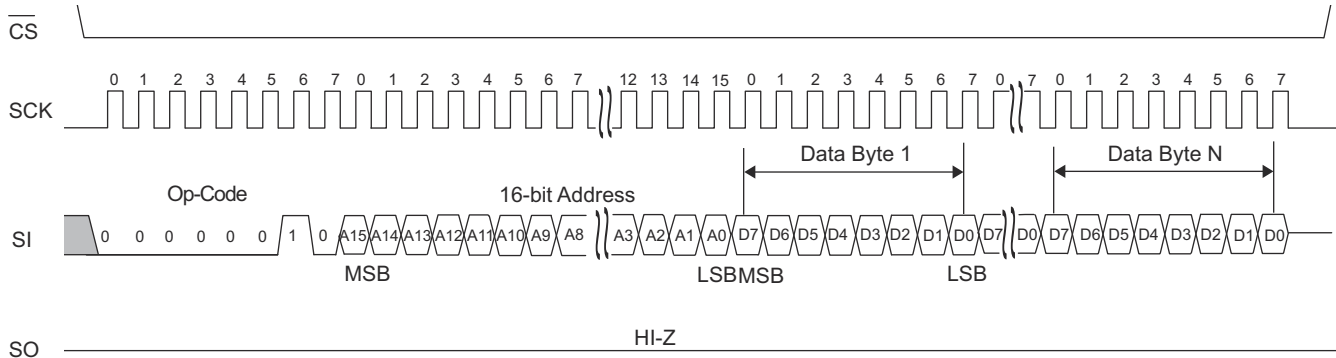 CS
0 1 2 3 4 5 6 7 0 1 2 3 4 5 6 7 12 13 14 15 0 1 2 3 4 5 6 7 0 7 0 1 2 3 4 5 6 7
SCK
Data Byte 1 Data Byte N
Op-Code 16-bit Address
SI 0 0 0 0 0 0 1 0 A15 A14 A13 A12 A11 A10 A9 A8 A3 A2 A1 A0 D7 D6 D5 D4 D3 D2 D1 D0 D7 D0 D7 D6 D5 D4 D3 D2 D1 D0
MSB LSB MSB LSB
HI-Z
SO